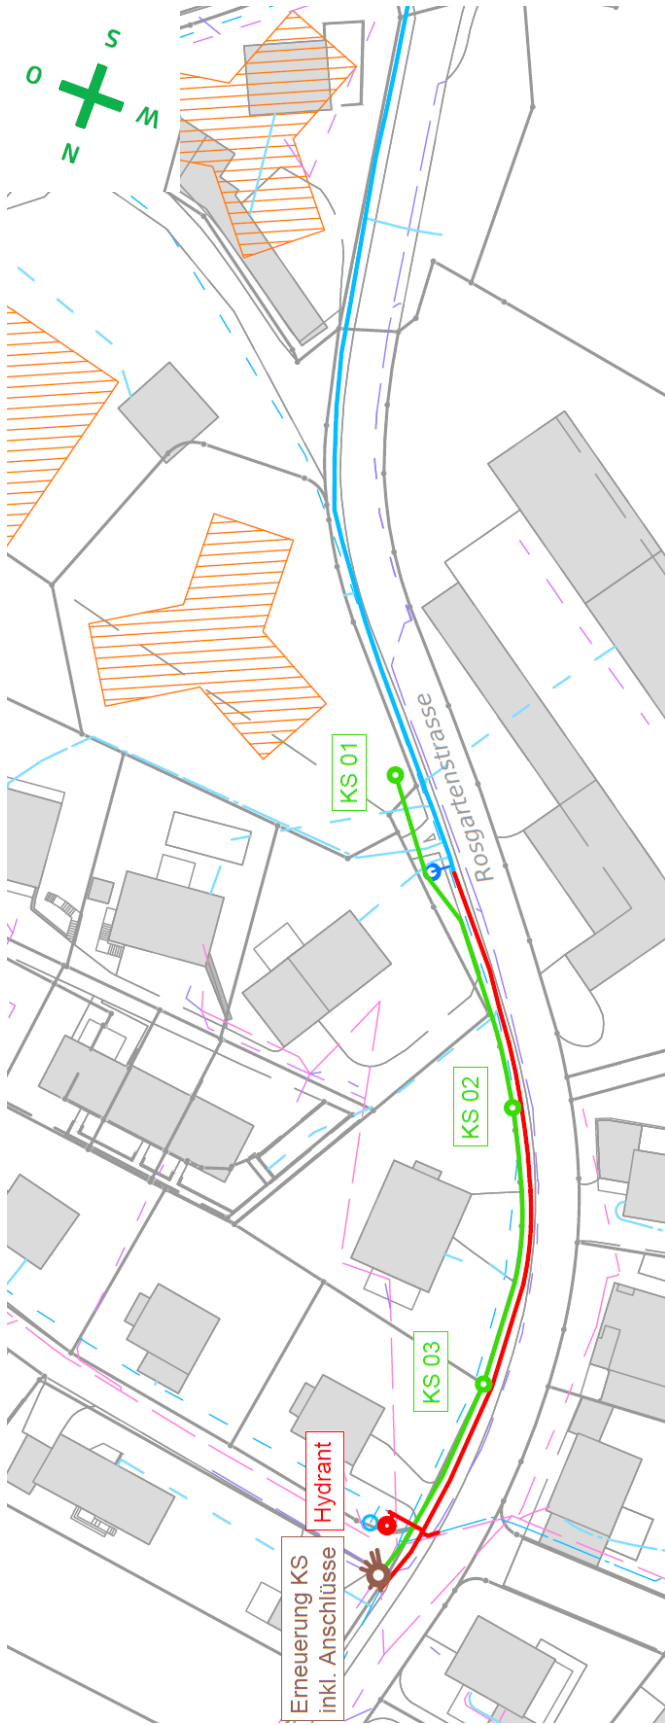 S
O
W
N
KS 01
Rosgartenstrasse
KS 02
KS 03
Hydrant
Erneuerung KS
inkl. Anschlüsse